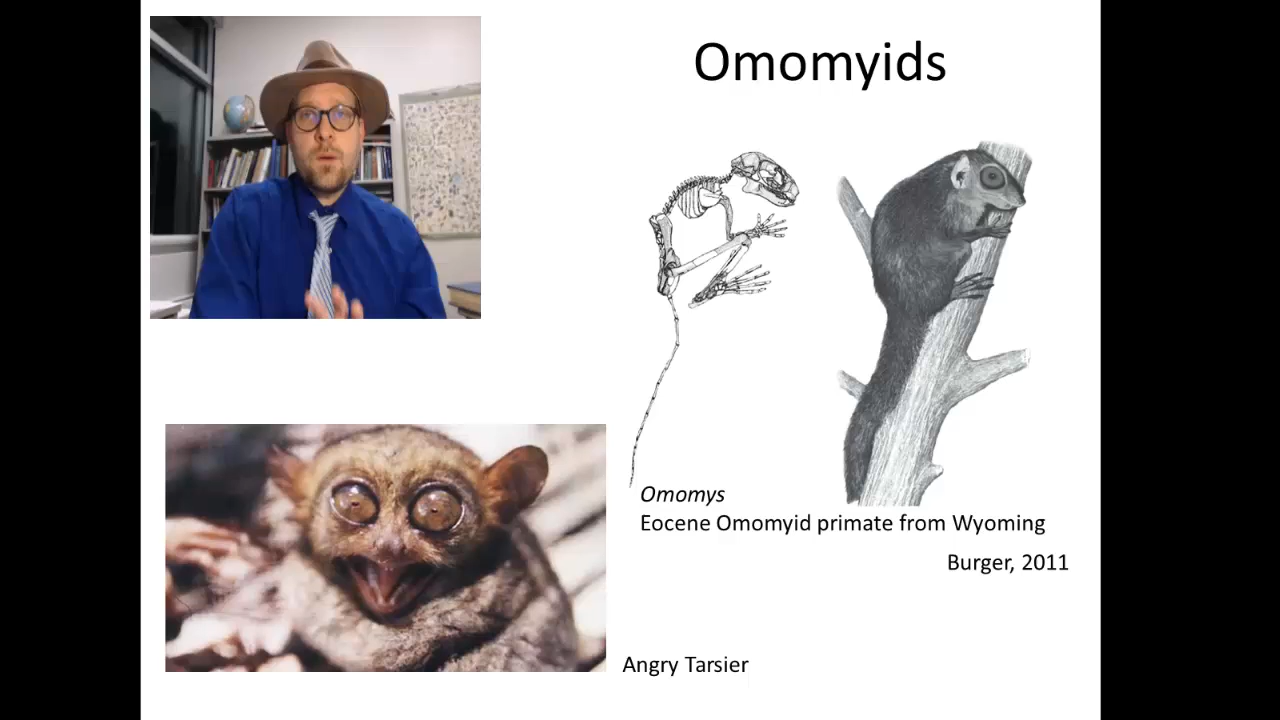 Omomyids
Omomys
Eocene Omomyid primate from Wyoming
Burger, 2011
Angry Tarsier